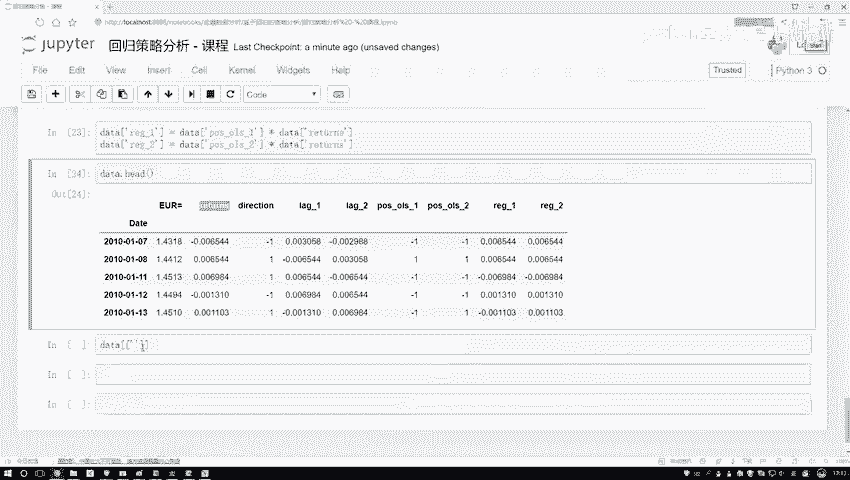 jupyter 回归策略分析 - 课程 Last Checkpoint: a minute ago (unsaved changes)
File Edit View Insert Cell Kernel Widgets Help
Trusted
Python 3
Code
In [23]: data['reg_1'] = data['pos_ols_1'] * data['returns']
data['reg_2'] = data['pos_ols_2'] * data['returns']
In [34]: data.head()
Out[24]:
EUR= direction lag_1 lag_2 pos_ols_1 pos_ols_2 reg_1 reg_2
Date
2010-01-07 1.4318 -0.006544 -1 0.003058 -0.002988 -1 -1 0.006544 0.006544
2010-01-08 1.4412 0.006544 1 -0.006544 0.003058 1 1 0.006544 0.006544
2010-01-11 1.4513 0.006984 1 0.006544 -0.006544 -1 -1 -0.006984 -0.006984
2010-01-12 1.4494 -0.001310 -1 0.006984 0.006544 -1 -1 0.001310 0.001310
2010-01-13 1.4510 0.001103 1 -0.001310 0.006984 -1 1 -0.001103 0.001103
In [ ]: data[['']]
In [ ]:
In [ ]: